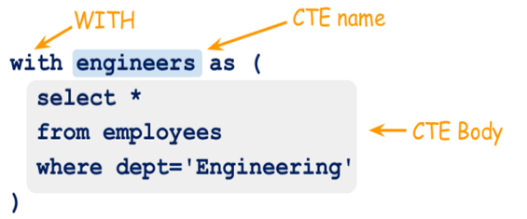 WITH
CTE name
with engineers as (
select *
from employees
CTE Body
where dept='Engineering'
)